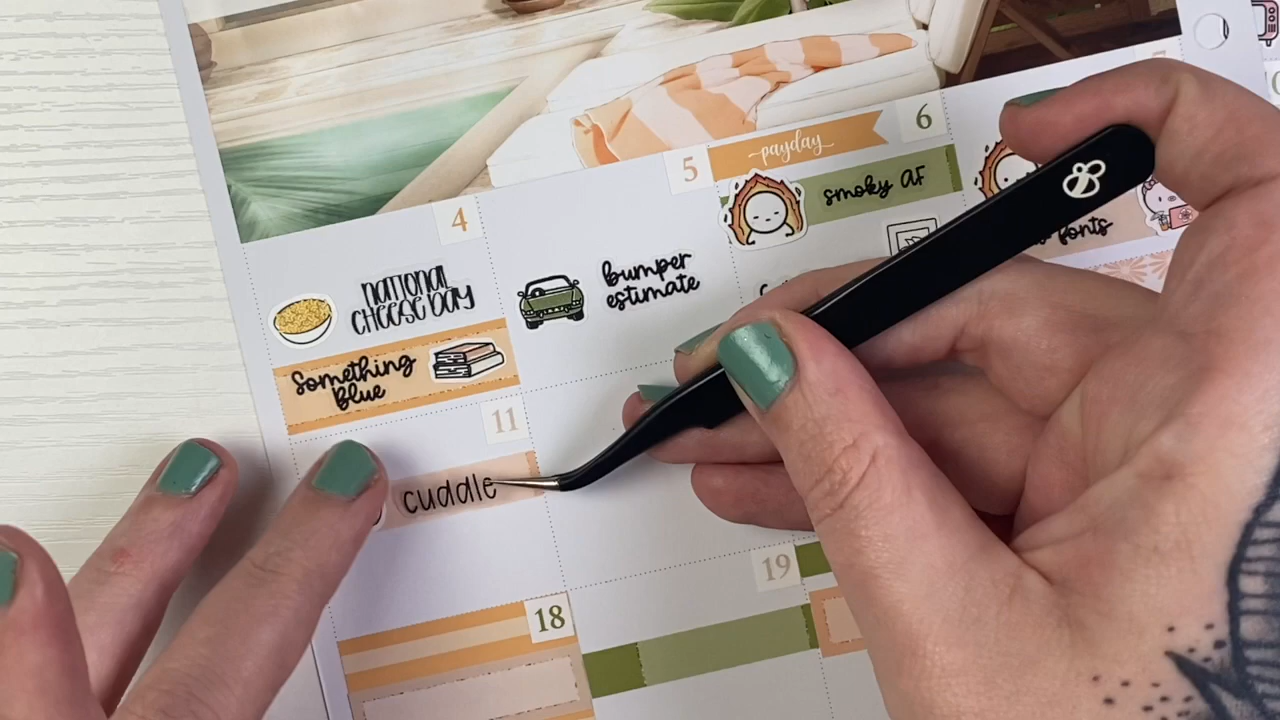 4
5
6
payday
smoky AF
NATIONAL
CHEESE DAY
bumper
estimate
fonts
Something
Blue
11
cuddle
18
19